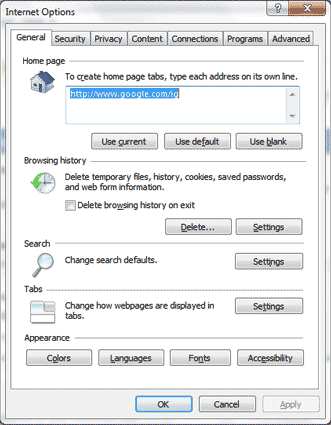 Internet Options
General Security Privacy Content Connections Programs Advanced
Home page
To create home page tabs, type each address on its own line.
http://www.google.com/id
Use current Use default Use blank
Browsing history
Delete temporary files, history, cookies, saved passwords,
and web form information.
Delete browsing history on exit
Delete... Settings
Search
Change search defaults.
Settings
Tabs
Change how webpages are displayed in
tabs.
Settings
Appearance
Colors Languages Fonts Accessibility
OK Cancel Apply